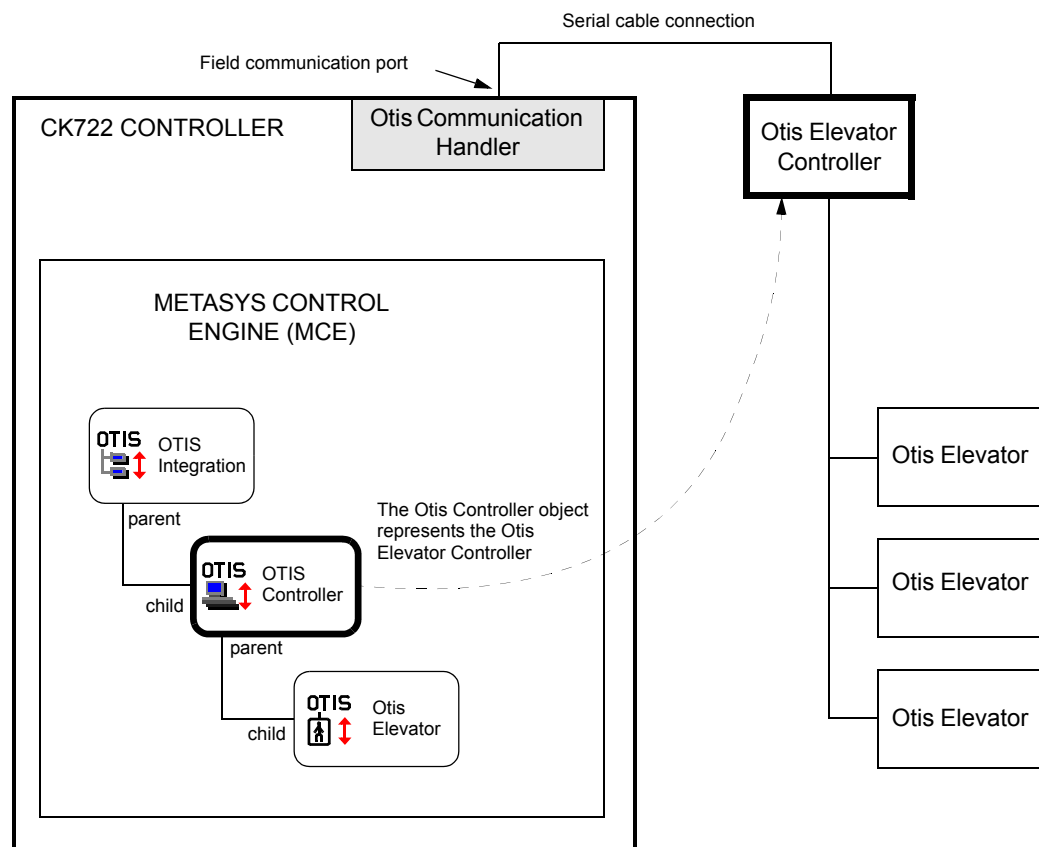 Serial cable connection
Field communication port
CK722 CONTROLLER
Otis Communication
Handler
Otis Elevator
Controller
METASYS CONTROL
ENGINE (MCE)
OTIS
OTIS
Integration
parent
The Otis Controller object
represents the Otis
Elevator Controller
OTIS
OTIS
Controller
child
parent
OTIS
Otis
Elevator
child
Otis Elevator
Otis Elevator
Otis Elevator